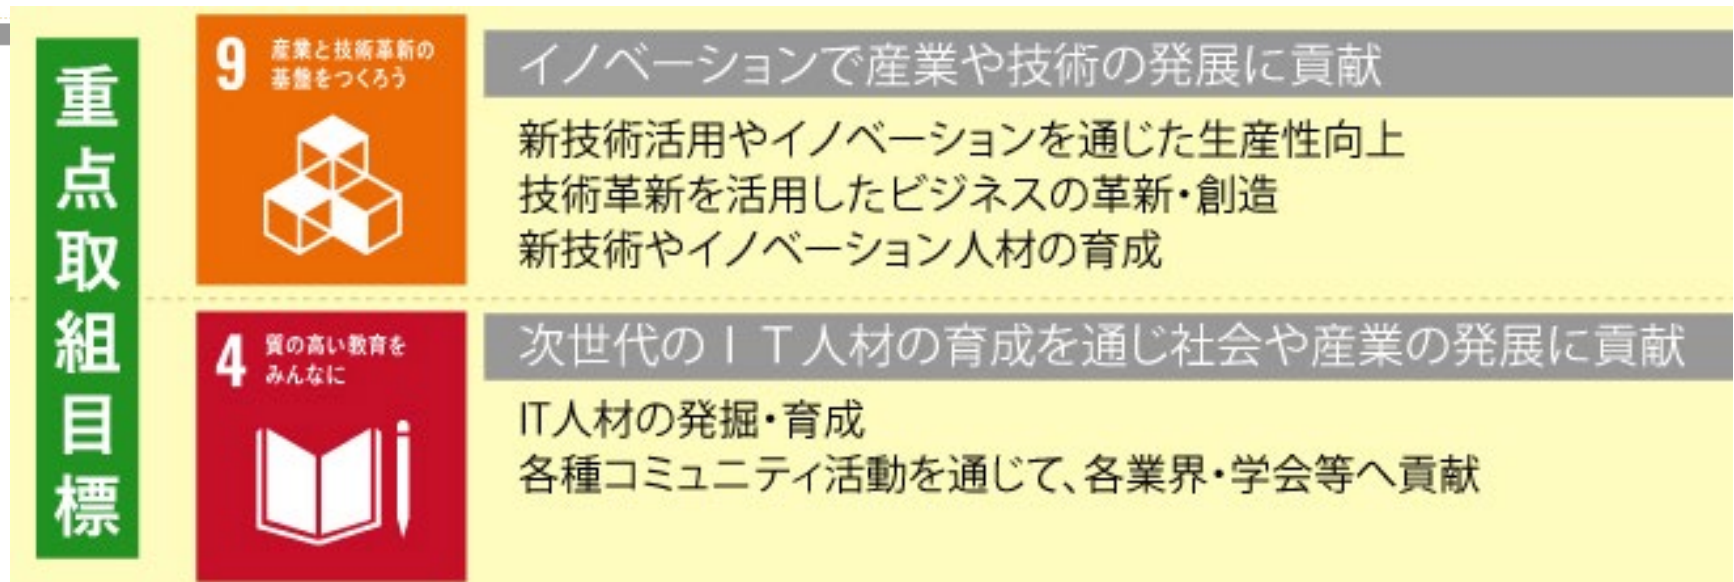 重点取組目標
9
産業と技術革新の
基盤をつくろう
イノベーションで産業や技術の発展に貢献
新技術活用やイノベーションを通じた生産性向上
技術革新を活用したビジネスの革新・創造
新技術やイノベーション人材の育成
4
質の高い教育を
みんなに
次世代のＩＴ人材の育成を通じ社会や産業の発展に貢献
IT人材の発掘・育成
各種コミュニティ活動を通じて、各業界・学会等へ貢献